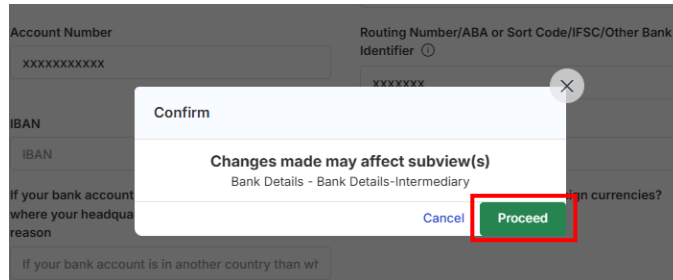 Account Number
Routing Number/ABA or Sort Code/IFSC/Other Bank
Identifier
xxxxxxxxxxx
xxxxxxx
Confirm
IBAN
IBAN
Changes made may affect subview(s)
Bank Details - Bank Details-Intermediary
If your bank account
ign currencies?
where your headqua
reason
Cancel
Proceed
If your bank account is in another country than wh